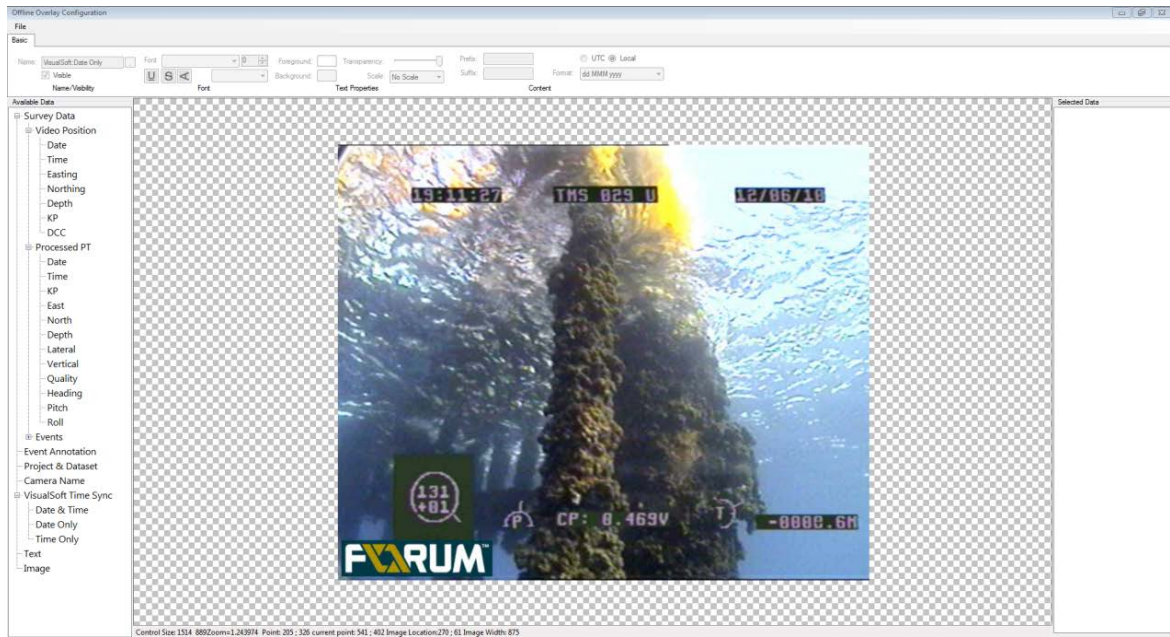 Offline Overlay Configuration
File
Basic
Name: VisualSoft:Date Only ...
Visible
Name/Visibility
Font 0
U S A
Font
Foreground: Transparency:
Background: Scale No Scale
Text Properties
Prefix:
Suffix:
UTC Local
Format: dd MMM yyyy
Content
Available Data
Selected Data
Survey Data
Video Position
Date
Time
Easting
Northing
Depth
KP
DCC
Processed PT
Date
Time
KP
East
North
Depth
Lateral
Vertical
Quality
Heading
Pitch
Roll
Events
Event Annotation
Project & Dataset
Camera Name
VisualSoft Time Sync
Date & Time
Date Only
Time Only
Text
Image
19:11:27 TMS 029 U 12/06/10
131
+01
P CP: 0.469V T -0000.6M
FORUM™
Control Size: 1514 889Zoom=1.243974 Point: 205 ; 326 current point: 541 ; 402 Image Location:270 ; 61 Image Width: 875